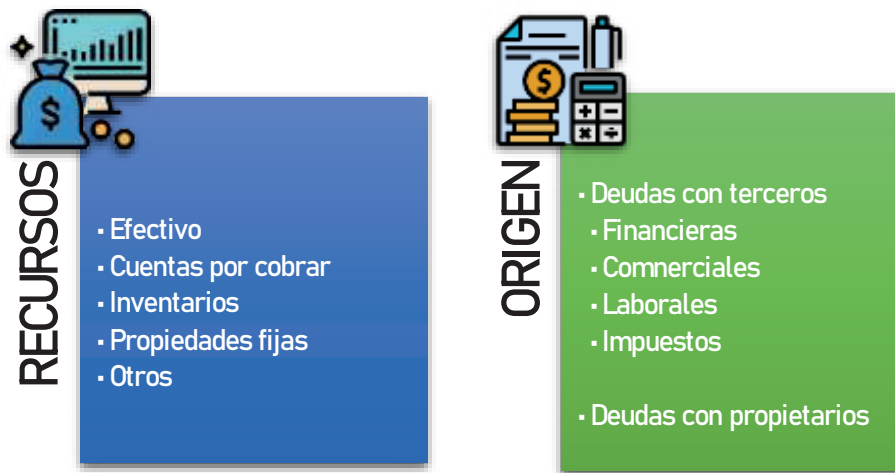 RECURSOS
▪ Efectivo
▪ Cuentas por cobrar
▪ Inventarios
▪ Propiedades fijas
▪ Otros
ORIGEN
▪ Deudas con terceros
▪ Financieras
▪ Comnerciales
▪ Laborales
▪ Impuestos
▪ Deudas con propietarios